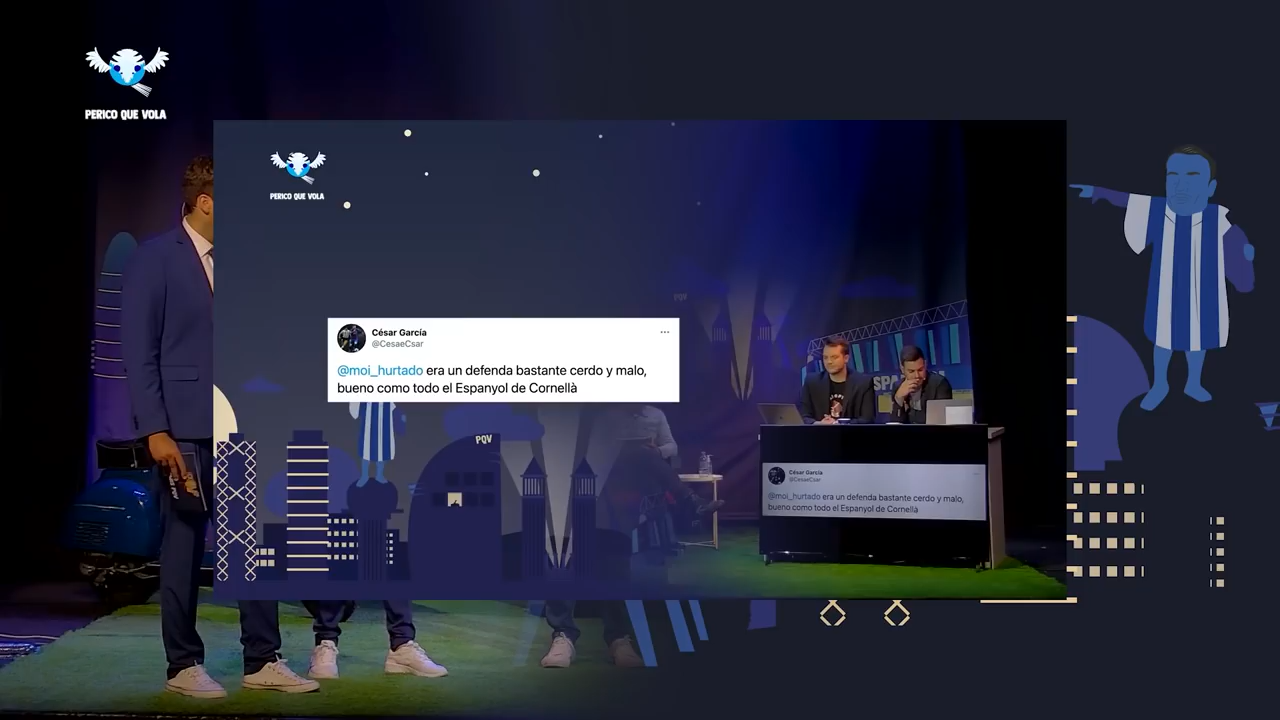 PERICO QUE VOLA
PERICO QUE VOLA
César García
@CesaeCsar
@moi_hurtado era un defenda bastante cerdo y malo,
bueno como todo el Espanyol de Cornellà
PQV
PQV
César García
@CesaeCsar
@moi_hurtado era un defenda bastante cerdo y malo,
bueno como todo el Espanyol de Cornellà